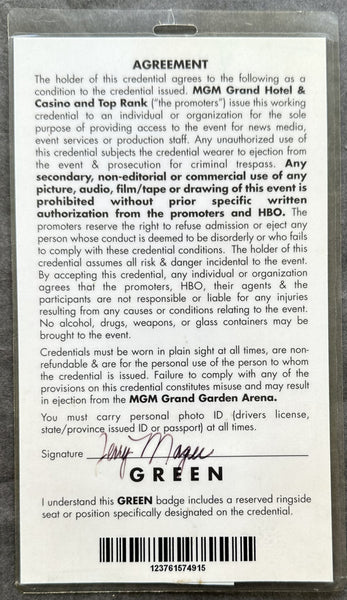 AGREEMENT
The holder of this credential agrees to the following as a
condition to the credential issued. MGM Grand Hotel &
Casino and Top Rank ("the promoters") issue this working
credential to an individual or organization for the sole
purpose of providing access to the event for news media,
event services or production staff. Any unauthorized use of
this credential subjects the credential wearer to ejection from
the event & prosecution for criminal trespass. Any
secondary, non-editorial or commercial use of any
picture, audio, film/tape or drawing of this event is
prohibited without prior specific written
authorization from the promoters and HBO. The
promoters reserve the right to refuse admission or eject any
person whose conduct is deemed to be disorderly or who fails
to comply with these credential conditions. The holder of this
credential assumes all risk & danger incidental to the event.
By accepting this credential, any individual or organization
agrees that the promoters, HBO, their agents & the
participants are not responsible or liable for any injuries
resulting from any causes or conditions relating to the event.
No alcohol, drugs, weapons, or glass containers may be
brought to the event.
Credentials must be worn in plain sight at all times, are non-
refundable & are for the personal use of the person to whom
the credential is issued. Failure to comply with any of the
provisions on this credential constitutes misuse and may result
in ejection from the MGM Grand Garden Arena.
You must carry personal photo ID (drivers license,
state/province issued ID or passport) at all times.
Signature Jerry Magee
GREEN
I understand this GREEN badge includes a reserved ringside
seat or position specifically designated on the credential.
123761574915